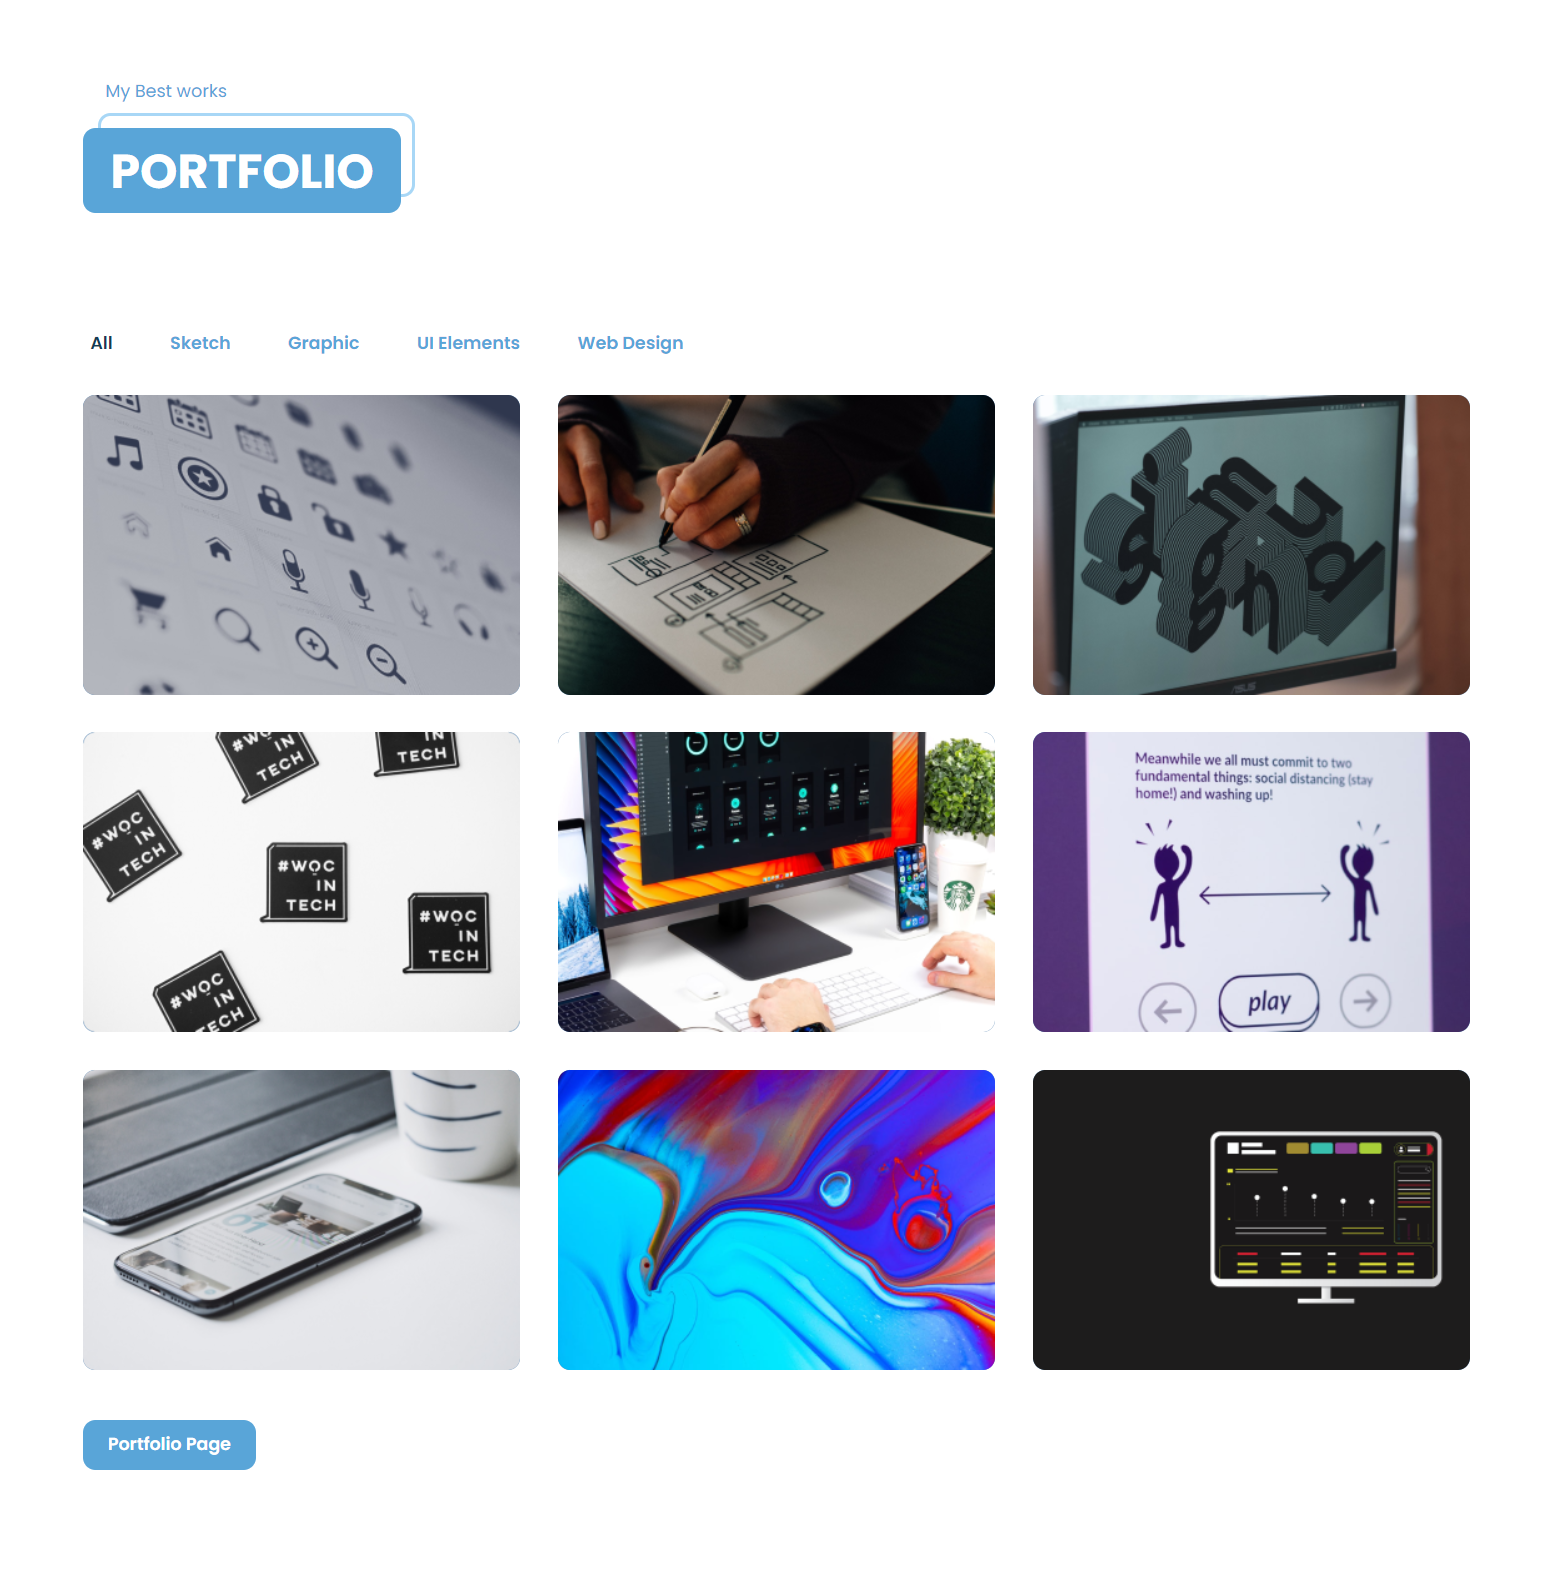 My Best works
PORTFOLIO
All
Sketch
Graphic
UI Elements
Web Design
ASUS
#WOC
IN
TECH
IN
TECH
#WOC
IN
TECH
#WOC
IN
TECH
#WOC
IN
TECH
#WOC
IN
TECH
Meanwhile we all must commit to two
fundamental things: social distancing (stay
home!) and washing up!
play
01
Portfolio Page